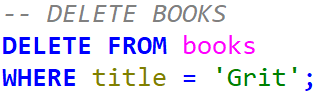 -- DELETE BOOKS
DELETE FROM books
WHERE title = 'Grit';